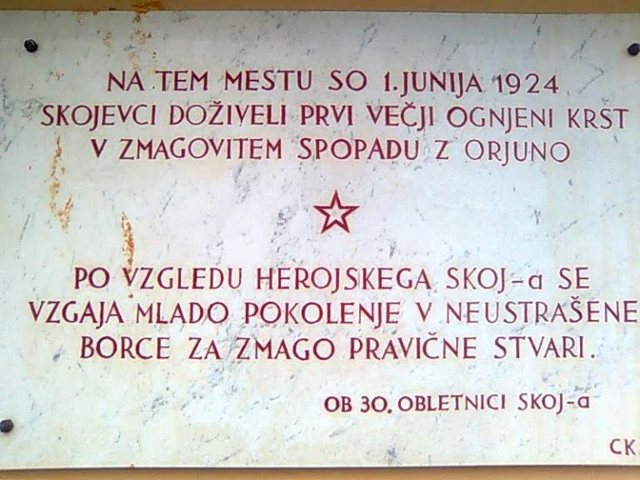 NA TEM MESTU SO 1. JUNIJA 1924
SKOJEVCI DOŽIVELI PRVI VEČJI OGNJENI KRST
V ZMAGOVITEM SPOPADU Z ORJUNO
PO VZGLEDU HEROJSKEGA SKOJ-a SE
VZGAJA MLADO POKOLENJE V NEUSTRAŠENE
BORCE ZA ZMAGO PRAVIČNE STVARI.
OB 30. OBLETNICI SKOJ-a
CK